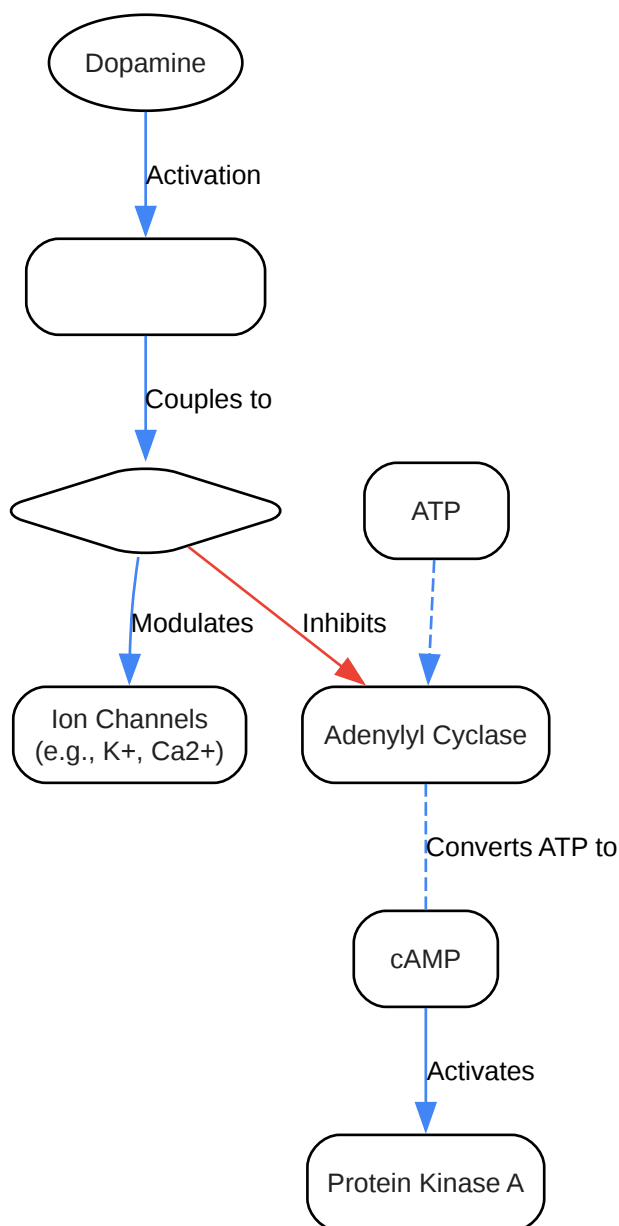 Dopamine
Activation
Couples to
ATP
Modulates
Inhibits
Ion Channels
(e.g., K+, Ca2+)
Adenylyl Cyclase
Converts ATP to
cAMP
Activates
Protein Kinase A